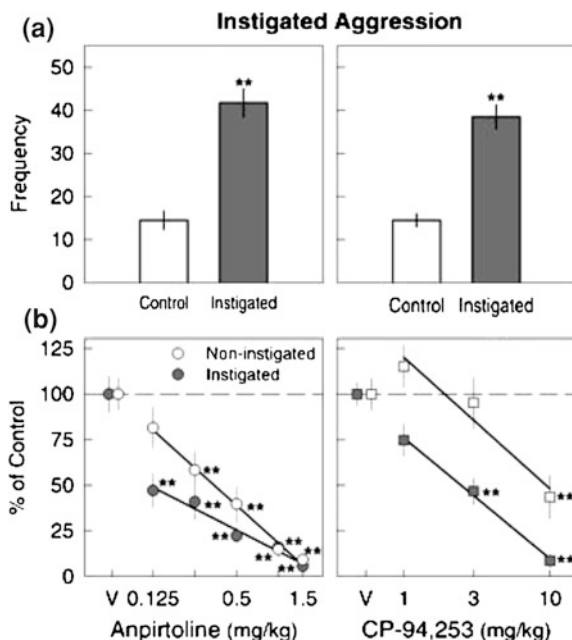 Instigated Aggression
(a)
Frequency
50
40
30
20
10
0
**
**
Control Instigated
Control Instigated
(b)
% of Control
125
100
75
50
25
0
Non-instigated
Instigated
**
**
**
**
**
**
**
**
**
**
**
**
V 0.125 0.5 1.5
V 1 3 10
Anpirtoline (mg/kg)
CP-94,253 (mg/kg)